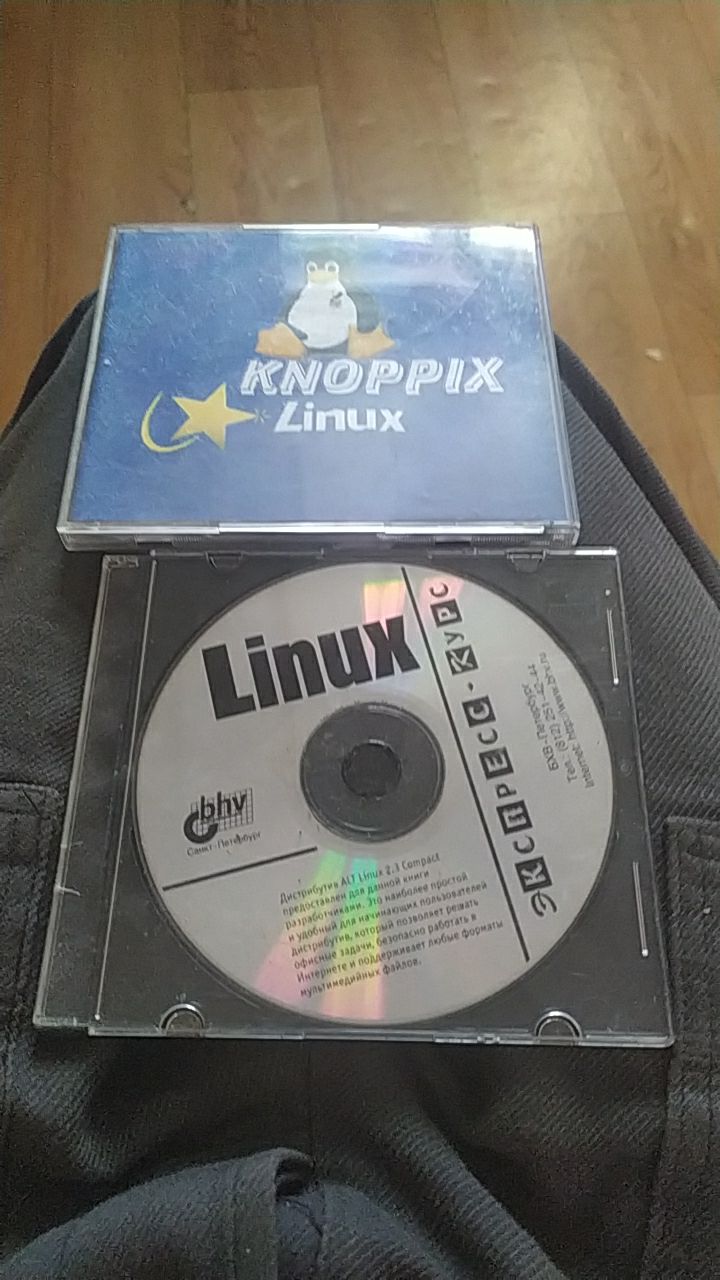 KNOPPIX
Linux
Linux
ЭКСПРЕСС-КУРС
БХВ-Петербург
Тел.: (812) 251-42-44
Internet: http://www.bhv.ru
bhv
Санкт-Петербург
Дистрибутив ALT Linux 2.3 Compact
предоставлен для данной книги
разработчиками. Это наиболее простой
и удобный для начинающих пользователей
дистрибутив, который позволяет решать
офисные задачи, безопасно работать в
Интернете и поддерживает любые форматы
мультимедийных файлов.